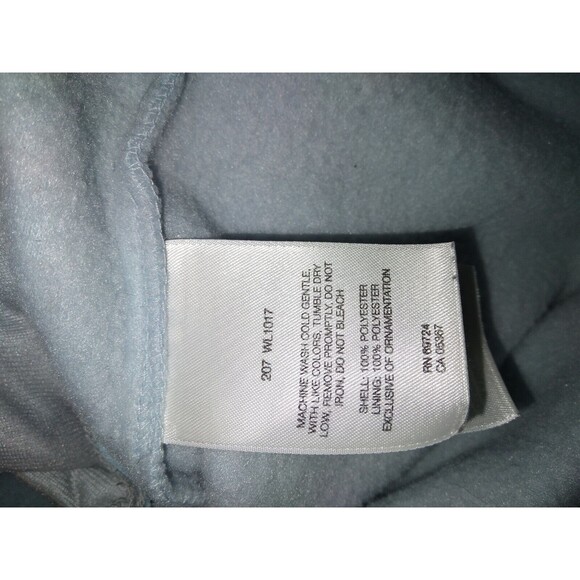 207 WL1017
MACHINE WASH COLD GENTLE,
WITH LIKE COLORS, TUMBLE DRY
LOW, REMOVE PROMPTLY, DO NOT
IRON, DO NOT BLEACH
SHELL: 100% POLYESTER
LINING: 100% POLYESTER
EXCLUSIVE OF ORNAMENTATION
RN 69724
CA 05367